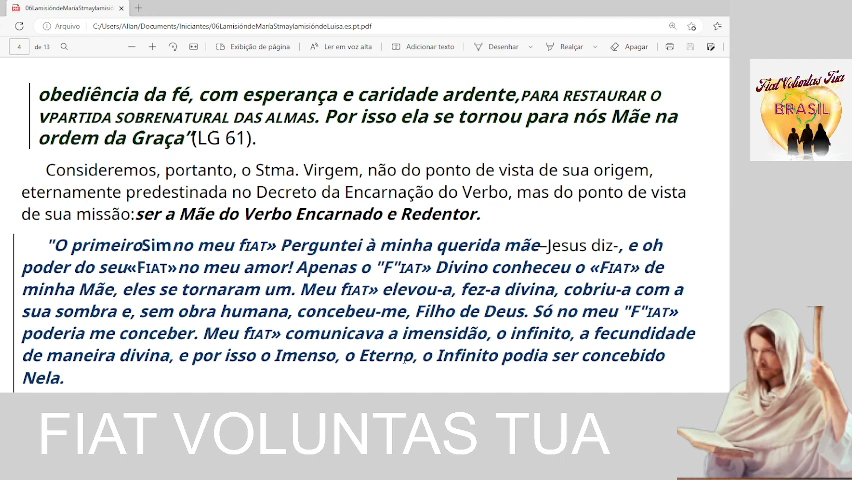 06LamisióndeMaríaStmaylamisión
Arquivo C:/Users/Allan/Documents/Iniciantes/06LamisióndeMaríaStmaylamisióndeLuisa.es.pt.pdf
4 de 13 Exibição de página Ler em voz alta Adicionar texto Desenhar Realçar Apagar
obediência da fé, com esperança e caridade ardente,PARA RESTAURAR O
VPARTIDA SOBRENATURAL DAS ALMAS. Por isso ela se tornou para nós Mãe na
ordem da Graça”(LG 61).
Consideremos, portanto, o Stma. Virgem, não do ponto de vista de sua origem,
eternamente predestinada no Decreto da Encarnação do Verbo, mas do ponto de vista
de sua missão:ser a Mãe do Verbo Encarnado e Redentor.
"O primeiroSimno meu fIAT» Perguntei à minha querida mãe–Jesus diz-, e oh
poder do seu«FIAT»no meu amor! Apenas o "F"IAT» Divino conheceu o «FIAT» de
minha Mãe, eles se tornaram um. Meu fIAT» elevou-a, fez-a divina, cobriu-a com a
sua sombra e, sem obra humana, concebeu-me, Filho de Deus. Só no meu "F"IAT»
poderia me conceber. Meu fIAT» comunicava a imensidão, o infinito, a fecundidade
de maneira divina, e por isso o Imenso, o Eterno, o Infinito podia ser concebido
Nela.
Fiat Voluntas Tua
BRASIL
FIAT VOLUNTAS TUA